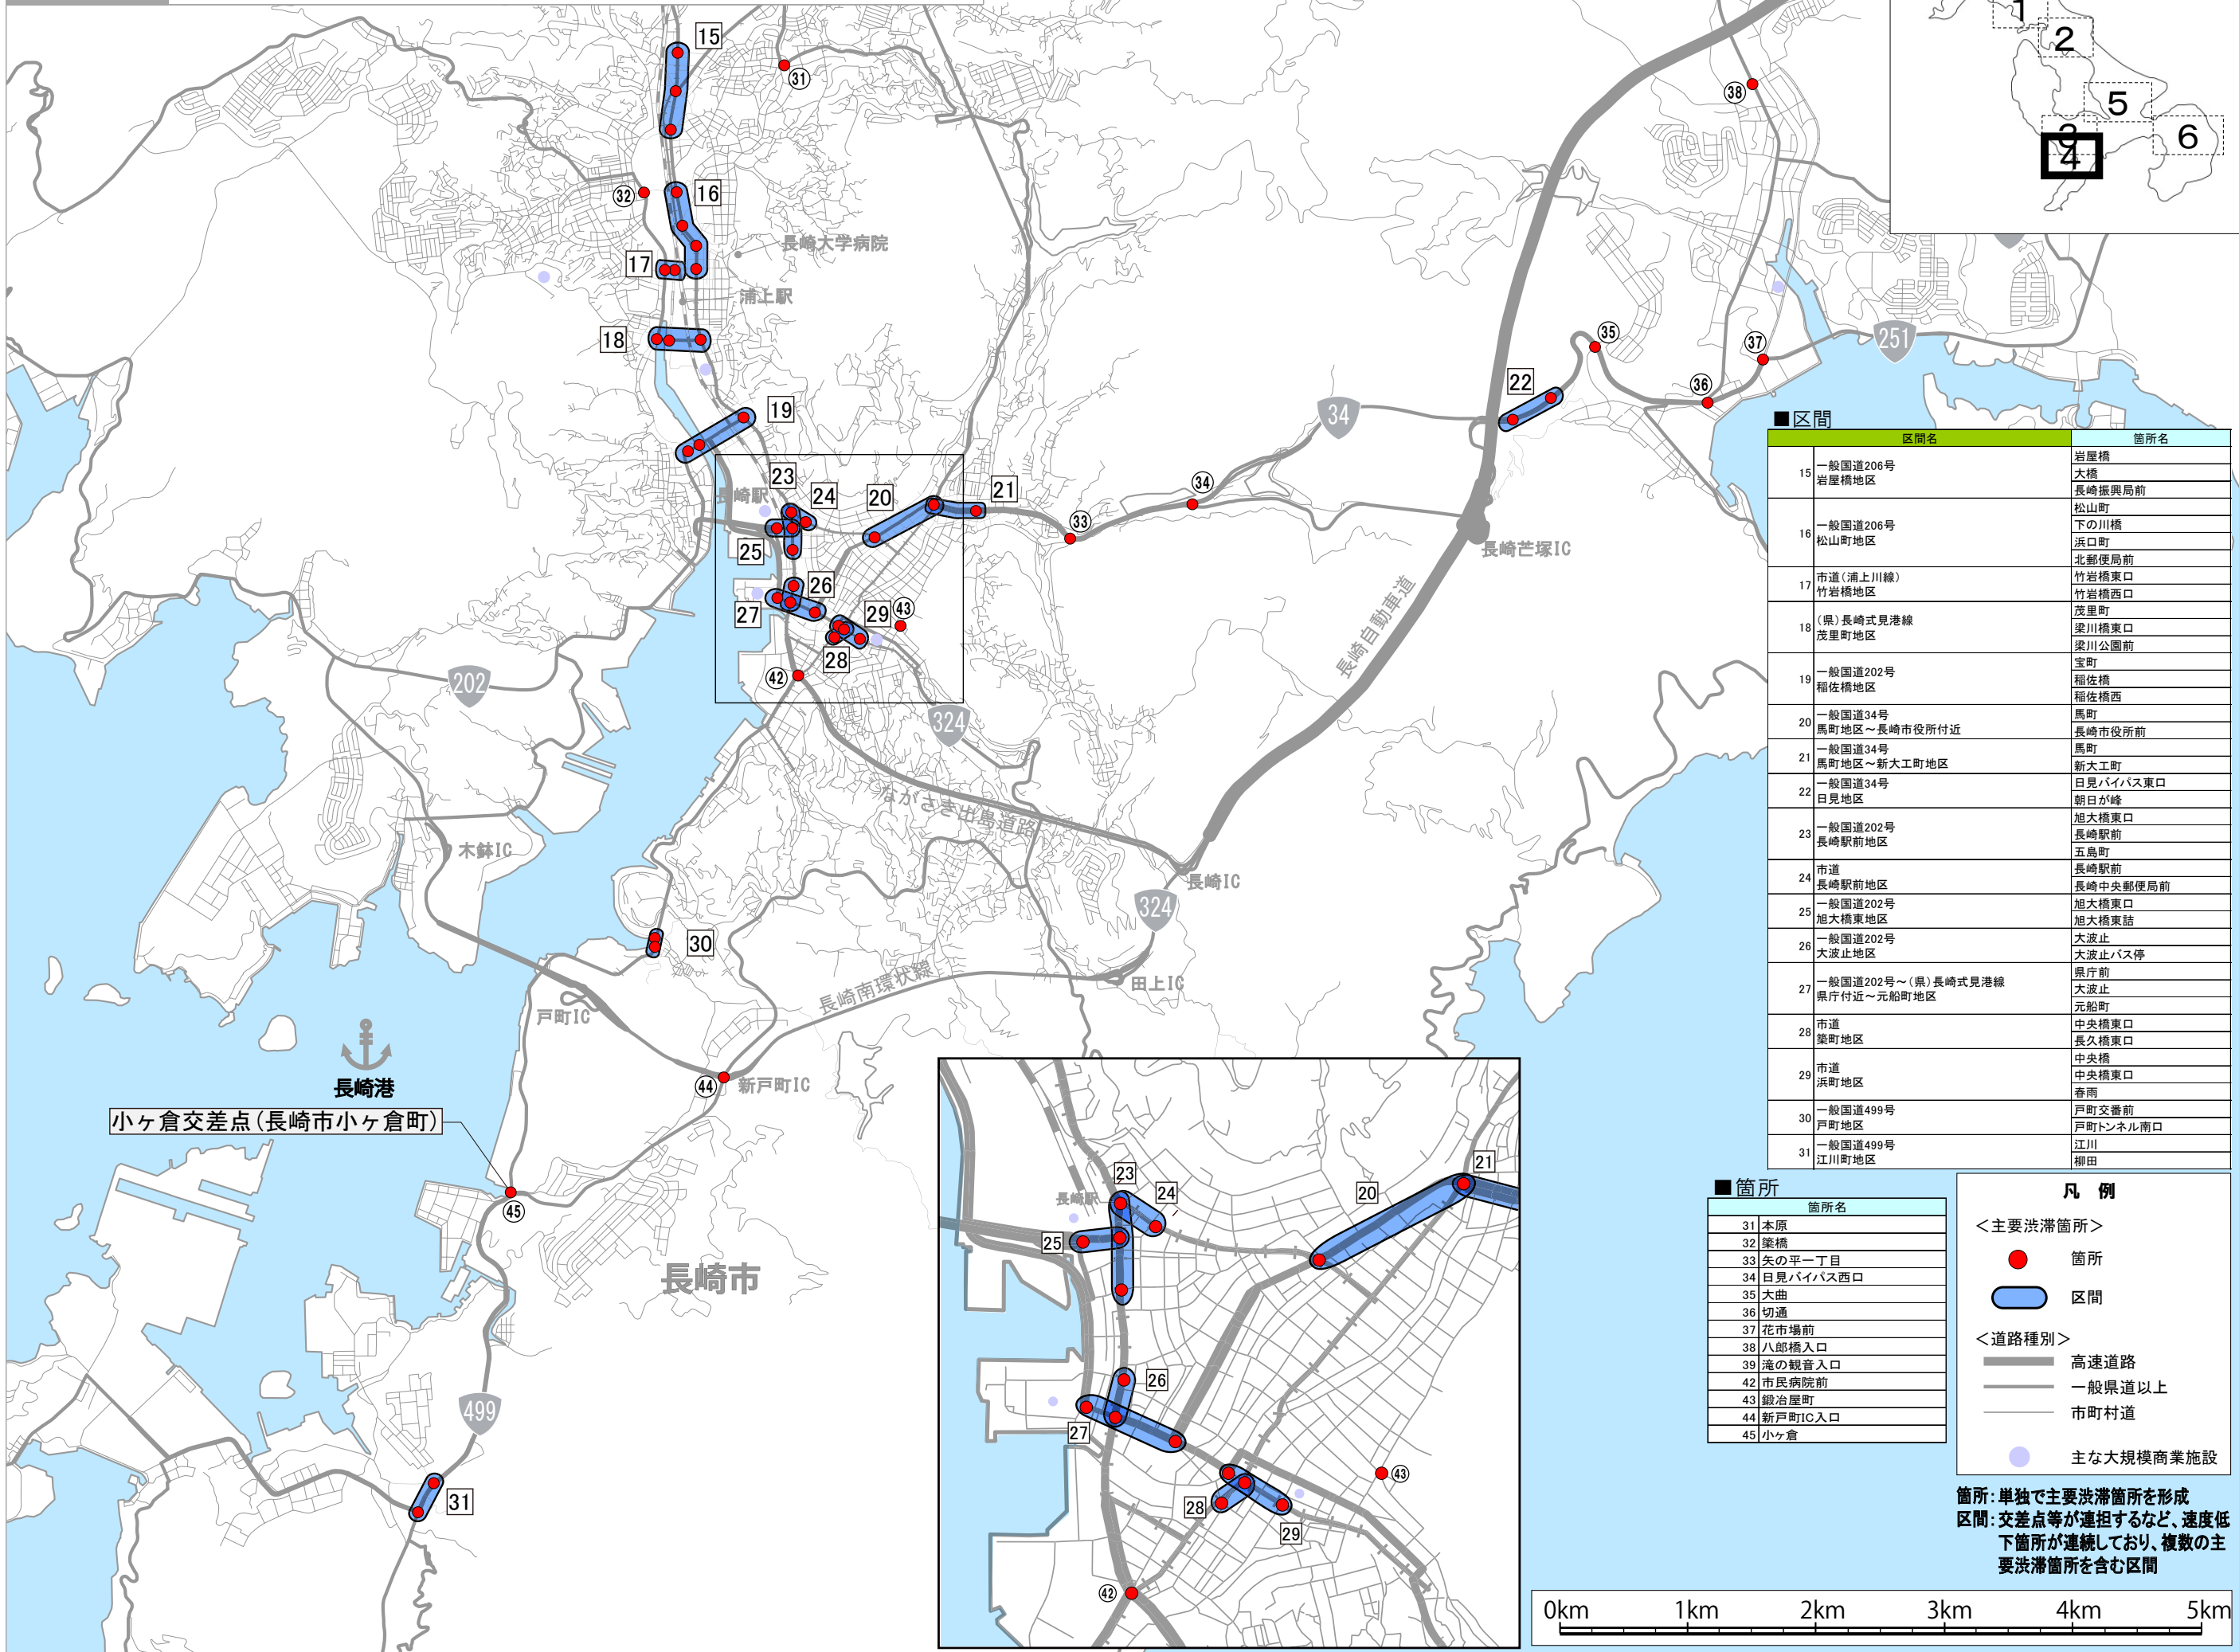 15
31
38
1
2
5
3
4
6
32
16
長崎大学病院
17
浦上駅
18
251
35
37
36
22
34
19
23
24
20
21
34
33
長崎駅
25
長崎芒塚IC
26
27
29
43
28
42
長崎自動車道
202
324
ながさき出島道路
木鉢IC
長崎IC
324
30
長崎南環状線
田上IC
戸町IC
44
新戸町IC
長崎港
小ヶ倉交差点(長崎市小ヶ倉町)
45
長崎市
499
31
23
24
20
21
長崎駅
25
26
27
28
29
43
42
■区間
区間名 箇所名
15 一般国道206号
岩屋橋地区
岩屋橋
大橋
長崎振興局前
16 一般国道206号
松山町地区
松山町
下の川橋
浜口町
北郵便局前
17 市道(浦上川線)
竹岩橋地区
竹岩橋東口
竹岩橋西口
18 (県)長崎式見港線
茂里町地区
茂里町
梁川橋東口
梁川公園前
19 一般国道202号
稲佐橋地区
宝町
稲佐橋
稲佐橋西
20 一般国道34号
馬町地区~長崎市役所付近
馬町
長崎市役所前
21 一般国道34号
馬町地区~新大工町地区
馬町
新大工町
22 一般国道34号
日見地区
日見バイパス東口
朝日が峰
23 一般国道202号
長崎駅前地区
旭大橋東口
長崎駅前
五島町
24 市道
長崎駅前地区
長崎駅前
長崎中央郵便局前
25 一般国道202号
旭大橋東地区
旭大橋東口
旭大橋東詰
26 一般国道202号
大波止地区
大波止
大波止バス停
27 一般国道202号~(県)長崎式見港線
県庁付近~元船町地区
県庁前
大波止
元船町
28 市道
築町地区
中央橋東口
長久橋東口
29 市道
浜町地区
中央橋
中央橋東口
春雨
30 一般国道499号
戸町地区
戸町交番前
戸町トンネル南口
31 一般国道499号
江川町地区
江川
柳田
■箇所
箇所名
31 本原
32 簗橋
33 矢の平一丁目
34 日見バイパス西口
35 大曲
36 切通
37 花市場前
38 八郎橋入口
39 滝の観音入口
42 市民病院前
43 鍛冶屋町
44 新戸町IC入口
45 小ヶ倉
凡 例
<主要渋滞箇所>
箇所
区間
<道路種別>
高速道路
一般県道以上
市町村道
主な大規模商業施設
箇所:単独で主要渋滞箇所を形成
区間:交差点等が連担するなど、速度低
下箇所が連続しており、複数の主
要渋滞箇所を含む区間
0km 1km 2km 3km 4km 5km